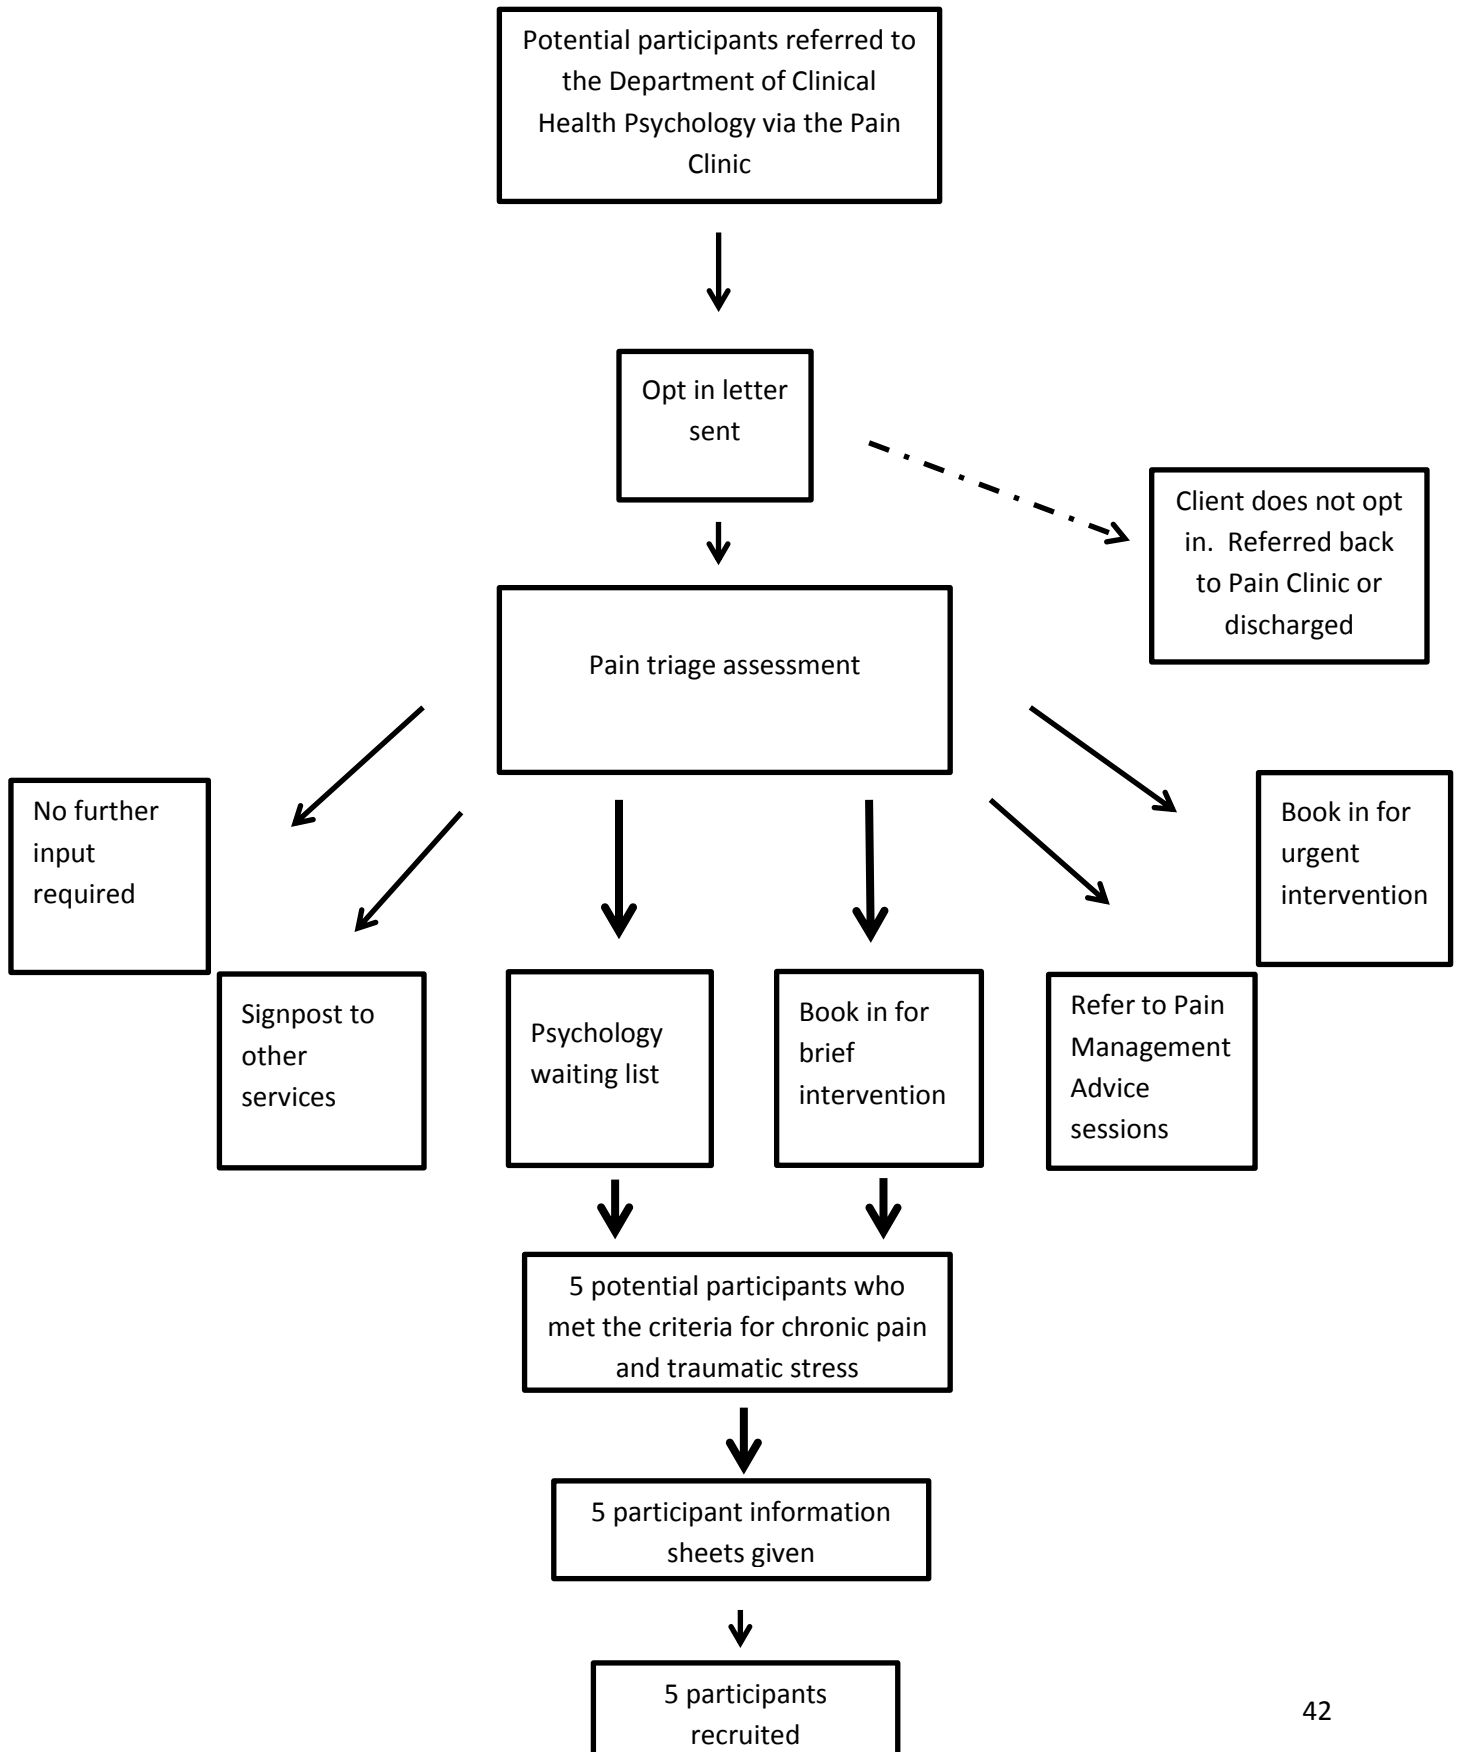 Potential participants referred to
the Department of Clinical
Health Psychology via the Pain
Clinic
Opt in letter
sent
Client does not opt
in.  Referred back
to Pain Clinic or
discharged
Pain triage assessment
No further
input
required
Signpost to
other
services
Psychology
waiting list
Book in for
brief
intervention
Refer to Pain
Management
Advice
sessions
Book in for
urgent
intervention
5 potential participants who
met the criteria for chronic pain
and traumatic stress
5 participant information
sheets given
5 participants
recruited
42